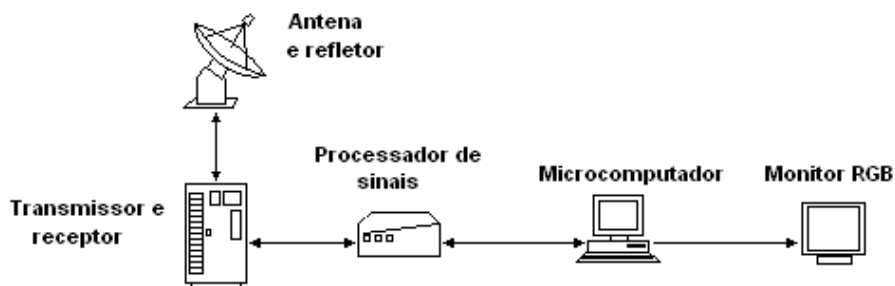 Antena
e refletor
Processador de
sinais
Microcomputador
Monitor RGB
Transmissor e
receptor